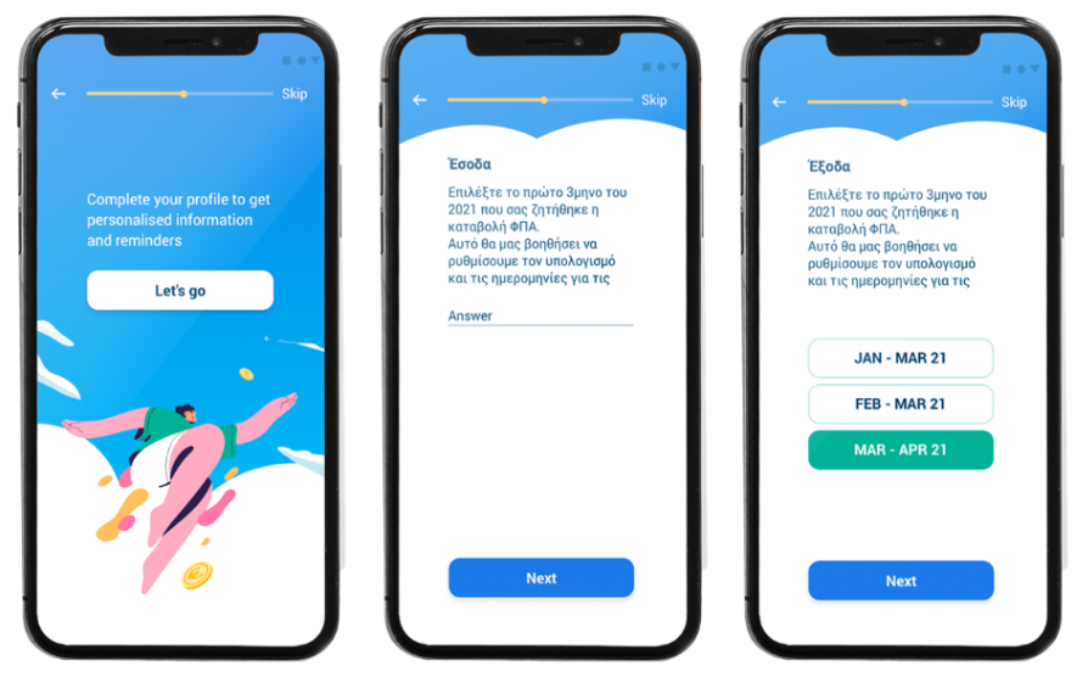 Skip
Complete your profile to get
personalised information
and reminders
Let's go
Skip
Έσοδα
Επιλέξτε το πρώτο 3μηνο του
2021 που σας ζητήθηκε η
καταβολή ΦΠΑ.
Αυτό θα μας βοηθήσει να
ρυθμίσουμε τον υπολογισμό
και τις ημερομηνίες για τις
Answer
Next
Skip
Έξοδα
Επιλέξτε το πρώτο 3μηνο του
2021 που σας ζητήθηκε η
καταβολή ΦΠΑ.
Αυτό θα μας βοηθήσει να
ρυθμίσουμε τον υπολογισμό
και τις ημερομηνίες για τις
JAN - MAR 21
FEB - MAR 21
MAR - APR 21
Next